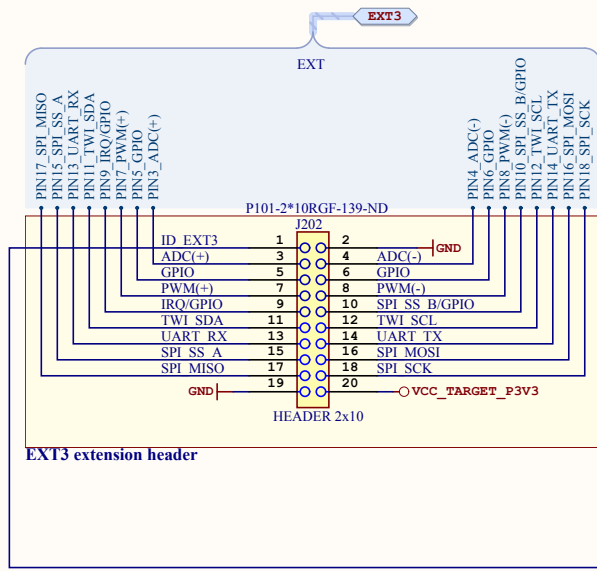 EXT3
EXT
PIN17_SPI_MISO
PIN15_SPI_SS_A
PIN13_UART_RX
PIN11_TWI_SDA
PIN9_IRQ/GPIO
PIN7_PWM(+)
PIN5_GPIO
PIN3_ADC(+)
PIN4_ADC(-)
PIN6_GPIO
PIN8_PWM(-)
PIN10_SPI_SS_B/GPIO
PIN12_TWI_SCL
PIN14_UART_TX
PIN16_SPI_MOSI
PIN18_SPI_SCK
P101-2*10RGF-139-ND
J202
ID_EXT3 1 2 GND
ADC(+) 3 4 ADC(-)
GPIO 5 6 GPIO
PWM(+) 7 8 PWM(-)
IRQ/GPIO 9 10 SPI_SS_B/GPIO
TWI_SDA 11 12 TWI_SCL
UART_RX 13 14 UART_TX
SPI_SS_A 15 16 SPI_MOSI
SPI_MISO 17 18 SPI_SCK
GND 19 20 VCC_TARGET_P3V3
HEADER 2x10
EXT3 extension header